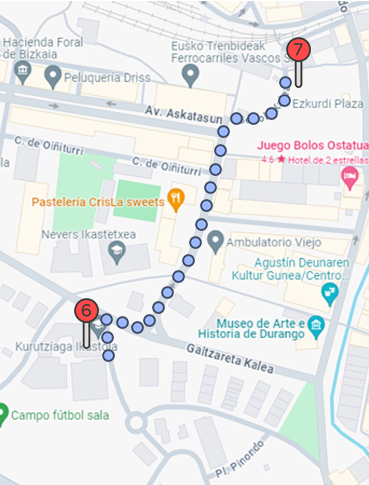 7
Hacienda Foral
de Bizkaia
Eusko Trenbideak
Ferrocarriles Vascos S
Peluquería Driss
Av. Askatasun
Ezkurdi Plaza
C. de Oiñiturri
C. de Oiñiturri
Juego Bolos Ostatua
4.6 ★ Hotel de 2 estrellas
Pastelería CrisLa sweets
Nevers Ikastetxea
Ambulatorio Viejo
Agustin Deunaren
Kultur Gunea/Centro...
6
Museo de Arte e
Historia de Durango
Kurutziaga Ikastola
Galtzareta Kalea
Campo fútbol sala
Pl. Pinondo